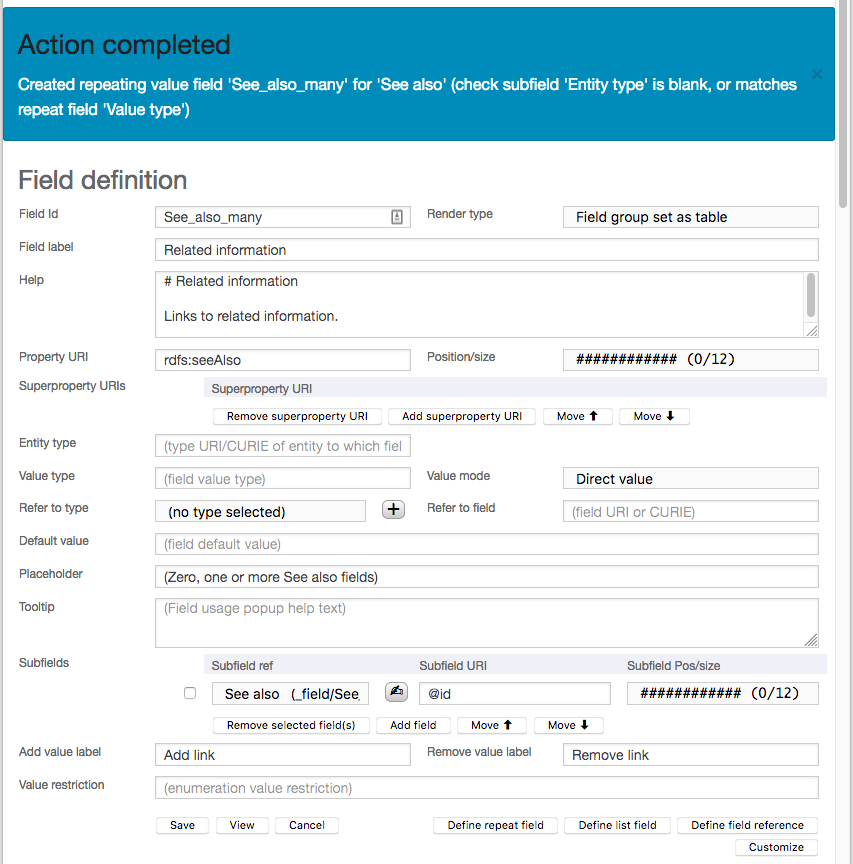 Action completed
×
Created repeating value field 'See_also_many' for 'See also' (check subfield 'Entity type' is blank, or matches
repeat field 'Value type')
Field definition
Field Id See_also_many Render type Field group set as table
Field label Related information
Help # Related information
Links to related information.
Property URI rdfs:seeAlso Position/size ############ (0/12)
Superproperty URIs Superproperty URI
Remove superproperty URI Add superproperty URI Move ⬆ Move ⬇
Entity type (type URI/CURIE of entity to which fiel
Value type (field value type) Value mode Direct value
Refer to type (no type selected) + Refer to field (field URI or CURIE)
Default value (field default value)
Placeholder (Zero, one or more See also fields)
Tooltip (Field usage popup help text)
Subfields Subfield ref Subfield URI Subfield Pos/size
See also (_field/See_ ✍ @id ############ (0/12)
Remove selected field(s) Add field Move ⬆ Move ⬇
Add value label Add link Remove value label Remove link
Value restriction (enumeration value restriction)
Save View Cancel Define repeat field Define list field Define field reference
Customize